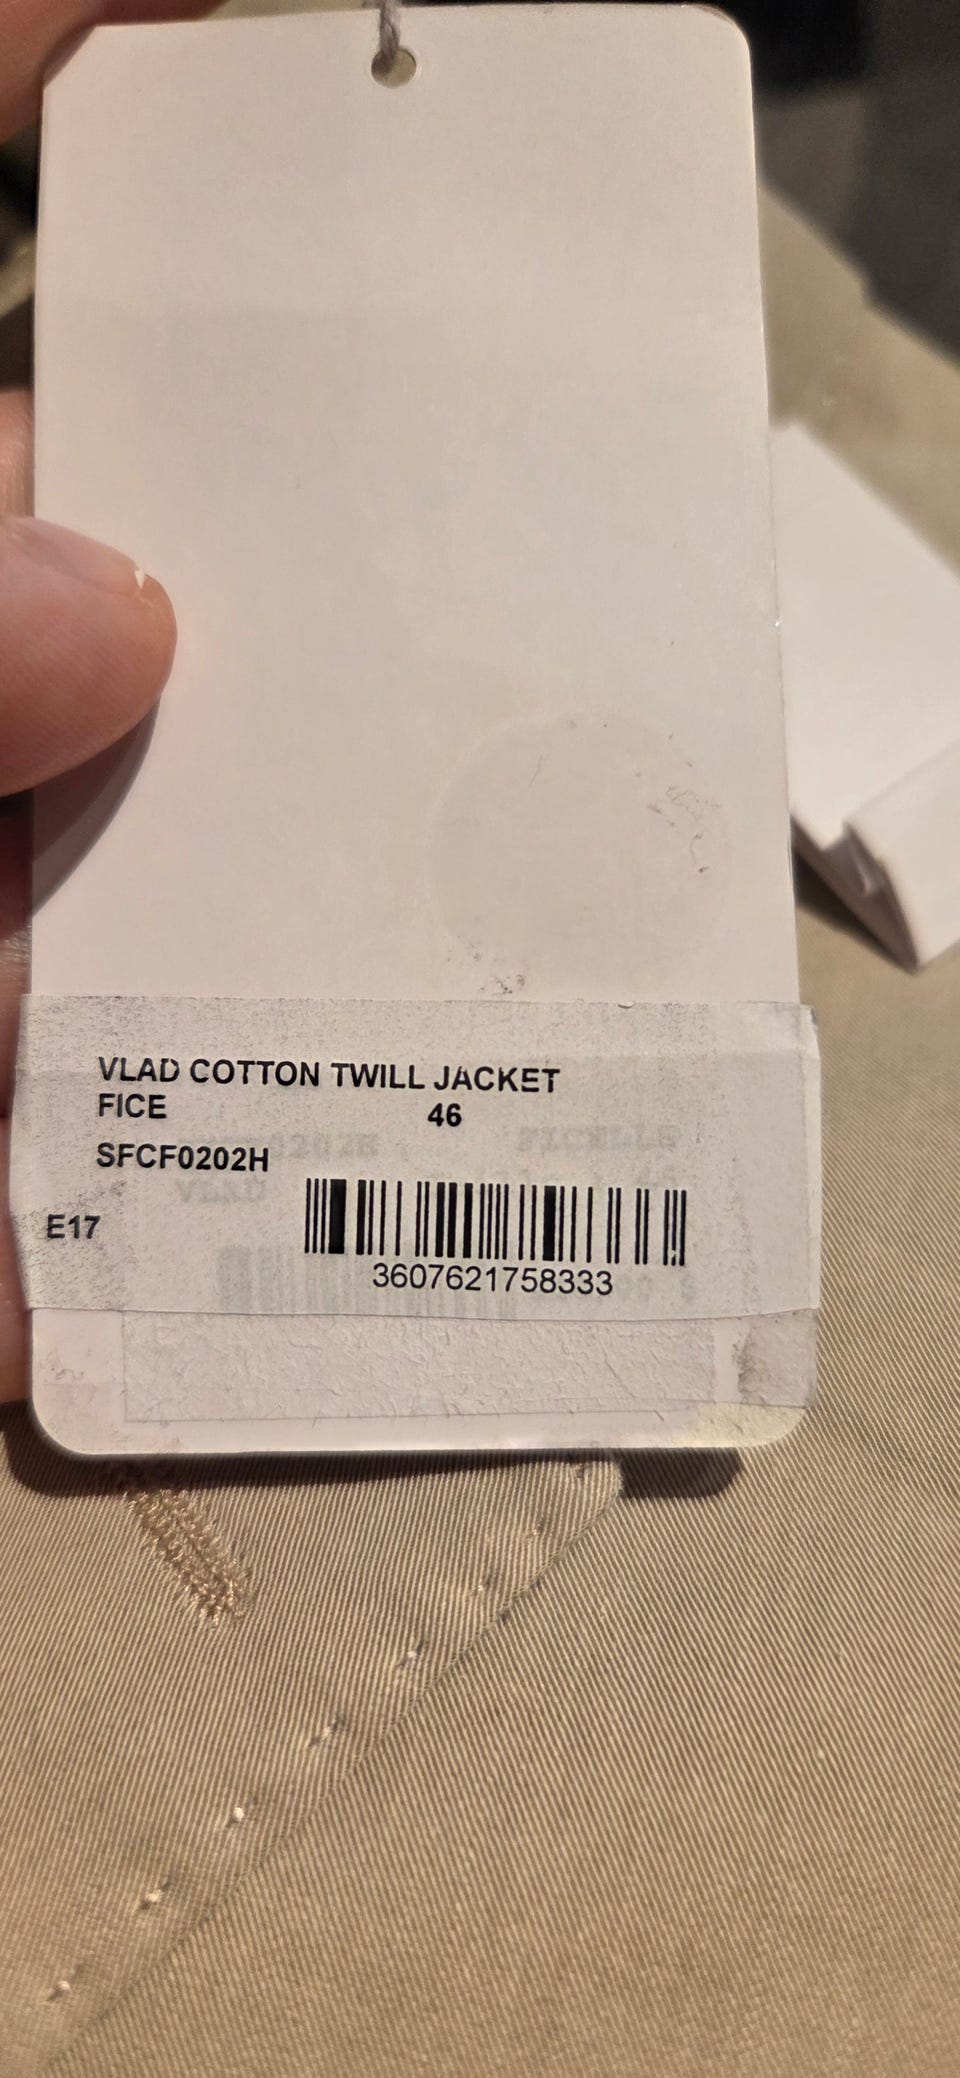 VLAD COTTON TWILL JACKET
FICE 46
SFCF0202H
E17
3607621758333